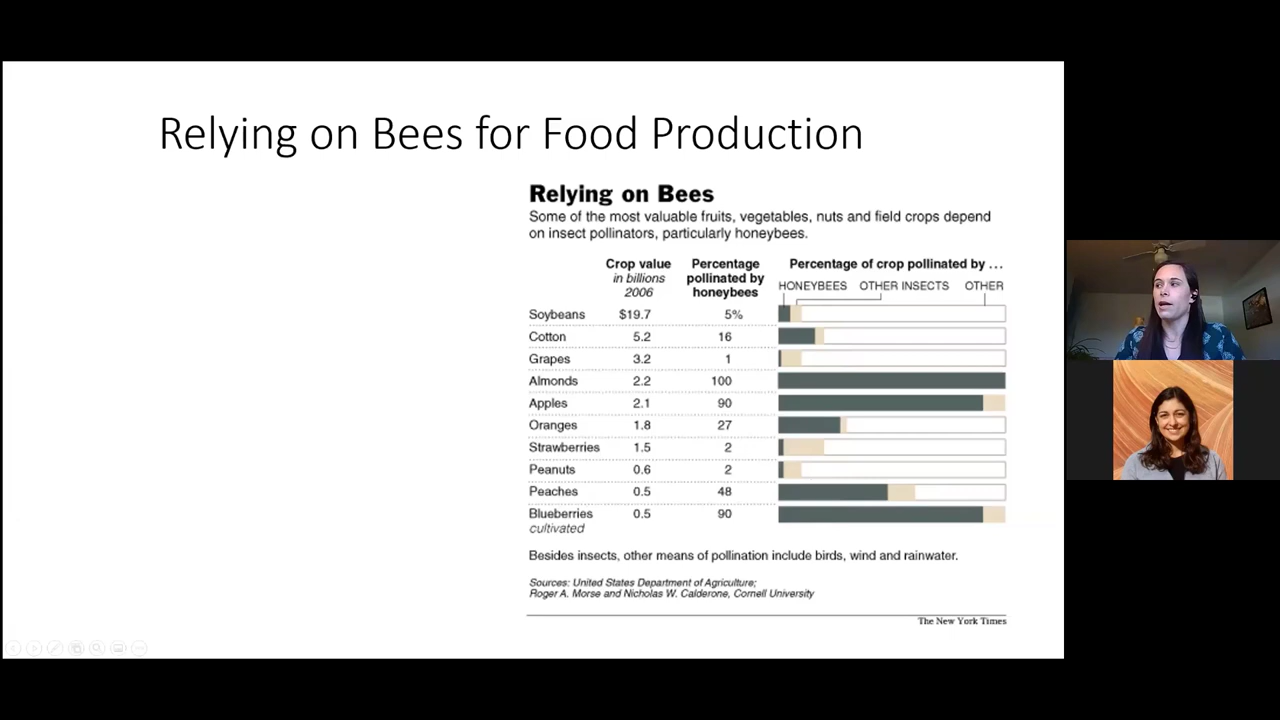 Relying on Bees for Food Production
Relying on Bees
Some of the most valuable fruits, vegetables, nuts and field crops depend
on insect pollinators, particularly honeybees.
Crop value in billions 2006
Percentage pollinated by honeybees
Percentage of crop pollinated by ...
HONEYBEES OTHER INSECTS OTHER
Soybeans $19.7 5%
Cotton 5.2 16
Grapes 3.2 1
Almonds 2.2 100
Apples 2.1 90
Oranges 1.8 27
Strawberries 1.5 2
Peanuts 0.6 2
Peaches 0.5 48
Blueberries 0.5 90
cultivated
Besides insects, other means of pollination include birds, wind and rainwater.
Sources: United States Department of Agriculture;
Roger A. Morse and Nicholas W. Calderone, Cornell University
The New York Times